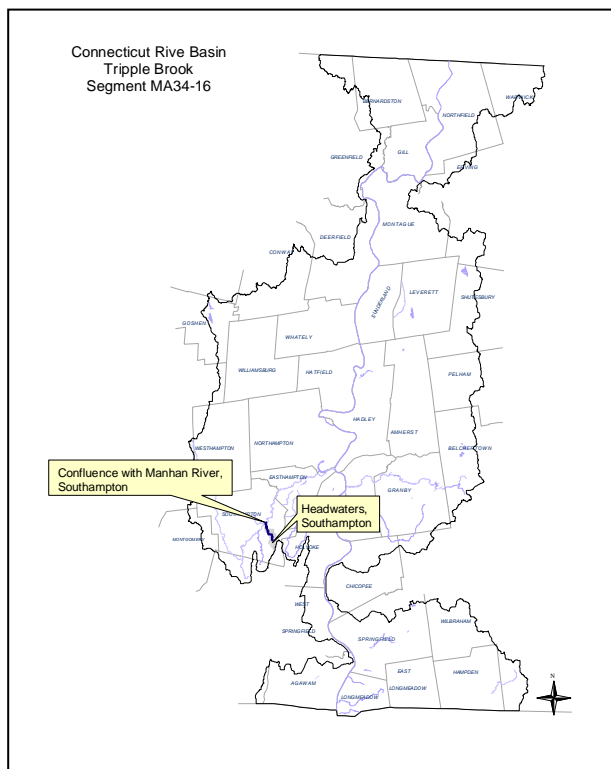 Connecticut Rive Basin
Tripple Brook
Segment MA34-16
BERNARDSTON
WARWICK
NORTHFIELD
GREENFIELD
GILL
ERVING
MONTAGUE
DEERFIELD
CONWAY
SUNDERLAND
LEVERETT
SHUTESBURY
GOSHEN
WHATELY
WILLIAMSBURG
HATFIELD
PELHAM
HADLEY
AMHERST
WESTHAMPTON
NORTHAMPTON
BELCHERTOWN
Confluence with Manhan River,
Southampton
EASTHAMPTON
GRANBY
SOUTHAMPTON
Headwaters,
Southampton
MONTGOMERY
HOLYOKE
CHICOPEE
WEST
SPRINGFIELD
SPRINGFIELD
WILBRAHAM
AGAWAM
EAST
LONGMEADOW
HAMPDEN
LONGMEADOW
N